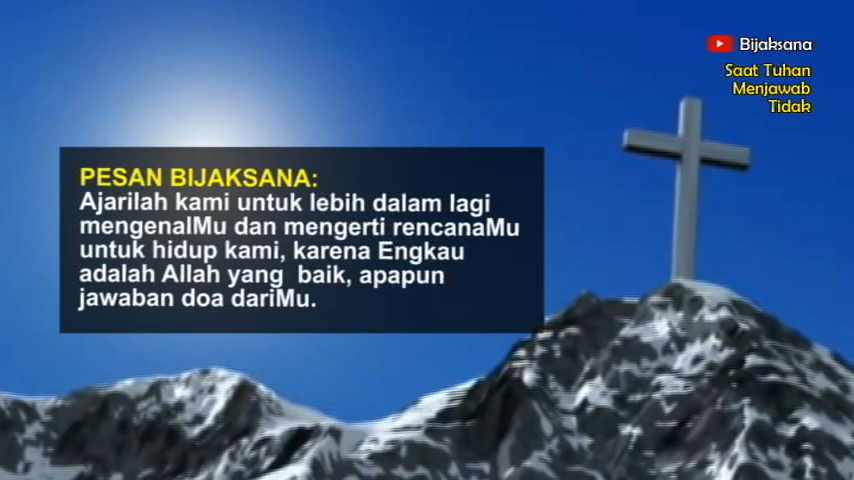 Bijaksana
Saat Tuhan
Menjawab
Tidak
PESAN BIJAKSANA:
Ajarilah kami untuk lebih dalam lagi
mengenalMu dan mengerti rencanaMu
untuk hidup kami, karena Engkau
adalah Allah yang  baik, apapun
jawaban doa dariMu.